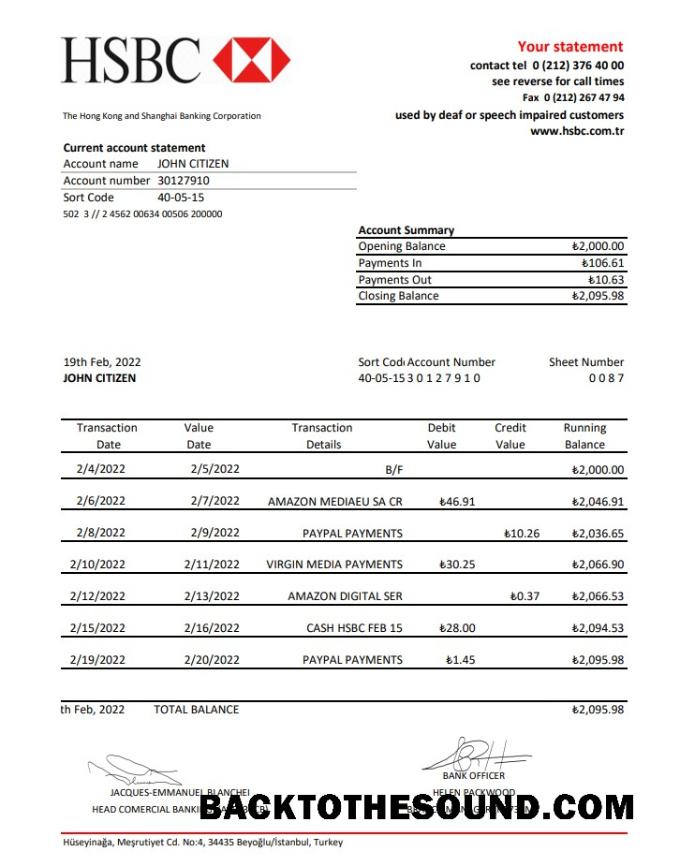 HSBC
Your statement
contact tel 0 (212) 376 40 00
see reverse for call times
Fax 0 (212) 267 47 94
used by deaf or speech impaired customers
www.hsbc.com.tr
The Hong Kong and Shanghai Banking Corporation
Current account statement
Account name JOHN CITIZEN
Account number 30127910
Sort Code 40-05-15
502 3 // 2 4562 00634 00506 200000
Account Summary
Opening Balance ₺2,000.00
Payments In ₺106.61
Payments Out ₺10.63
Closing Balance ₺2,095.98
19th Feb, 2022 Sort Code Account Number Sheet Number
JOHN CITIZEN 40-05-15 3 0 1 2 7 9 1 0 0 0 8 7
Transaction Value Transaction Debit Credit Running
Date Date Details Value Value Balance
2/4/2022 2/5/2022 B/F ₺2,000.00
2/6/2022 2/7/2022 AMAZON MEDIAEU SA CR ₺46.91 ₺2,046.91
2/8/2022 2/9/2022 PAYPAL PAYMENTS ₺10.26 ₺2,036.65
2/10/2022 2/11/2022 VIRGIN MEDIA PAYMENTS ₺30.25 ₺2,066.90
2/12/2022 2/13/2022 AMAZON DIGITAL SER ₺0.37 ₺2,066.53
2/15/2022 2/16/2022 CASH HSBC FEB 15 ₺28.00 ₺2,094.53
2/19/2022 2/20/2022 PAYPAL PAYMENTS ₺1.45 ₺2,095.98
th Feb, 2022 TOTAL BALANCE ₺2,095.98
BANK OFFICER
JACQUES-EMMANUEL BLANCHEI HELEN PACKWOOD
HEAD COMERCIAL
BACKTOTHESOUND.COM
Hüseyinağa, Meşrutiyet Cd. No:4, 34435 Beyoğlu/İstanbul, Turkey